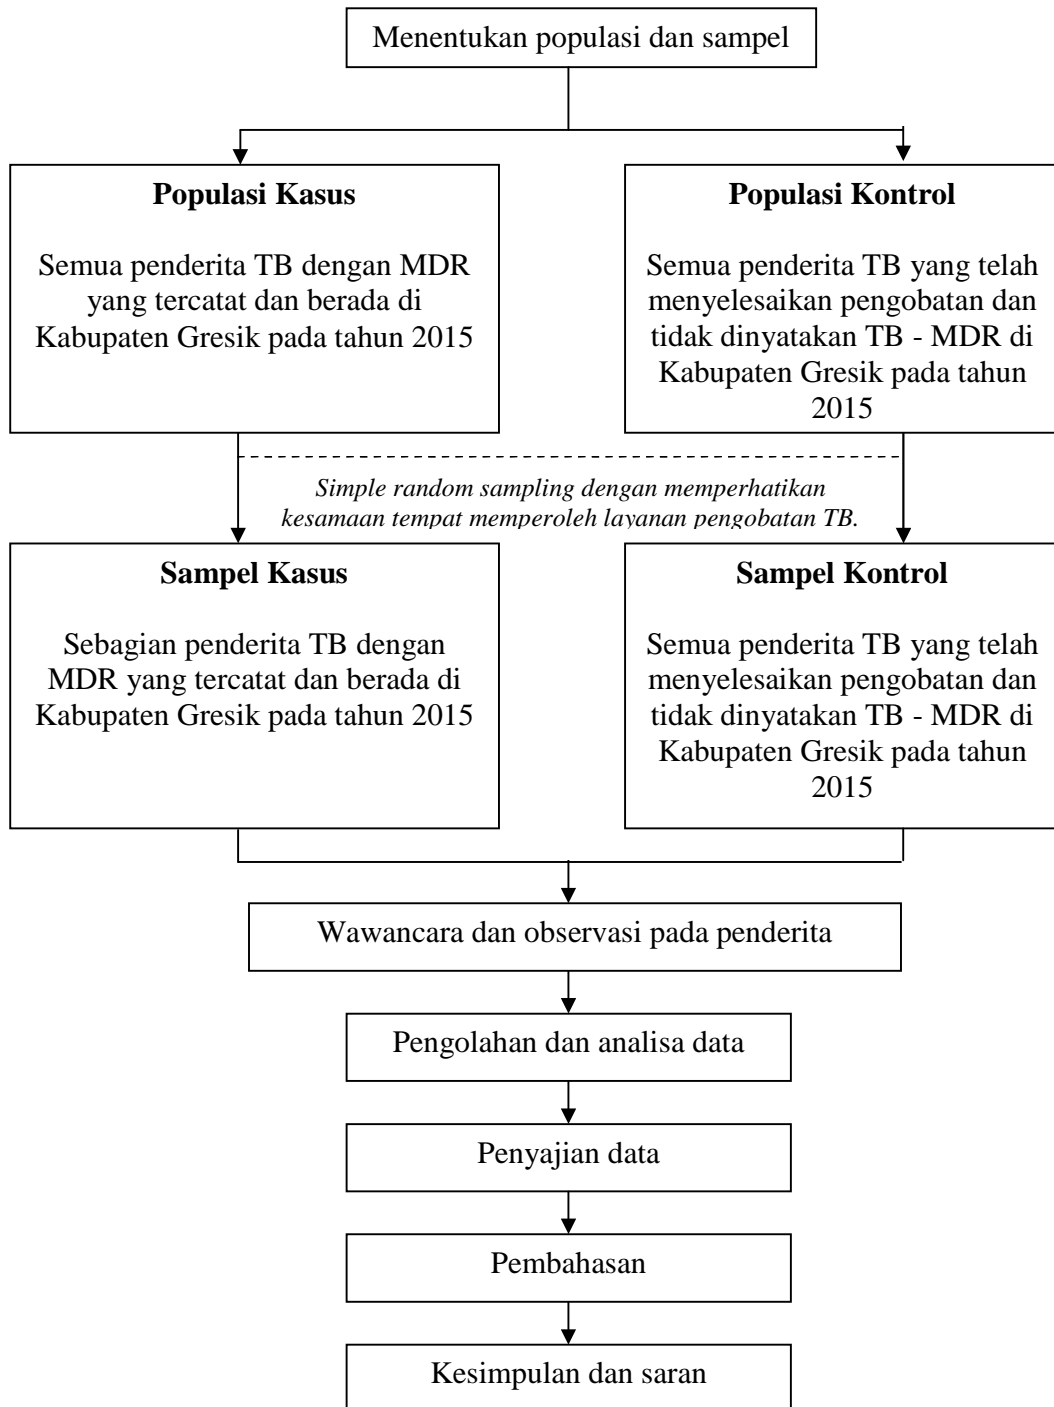 Menentukan populasi dan sampel
Populasi Kasus
Semua penderita TB dengan MDR
yang tercatat dan berada di
Kabupaten Gresik pada tahun 2015
Populasi Kontrol
Semua penderita TB yang telah
menyelesaikan pengobatan dan
tidak dinyatakan TB - MDR di
Kabupaten Gresik pada tahun
2015
Simple random sampling dengan memperhatikan
kesamaan tempat memperoleh layanan pengobatan TB.
Sampel Kasus
Sebagian penderita TB dengan
MDR yang tercatat dan berada di
Kabupaten Gresik pada tahun 2015
Sampel Kontrol
Semua penderita TB yang telah
menyelesaikan pengobatan dan
tidak dinyatakan TB - MDR di
Kabupaten Gresik pada tahun
2015
Wawancara dan observasi pada penderita
Pengolahan dan analisa data
Penyajian data
Pembahasan
Kesimpulan dan saran